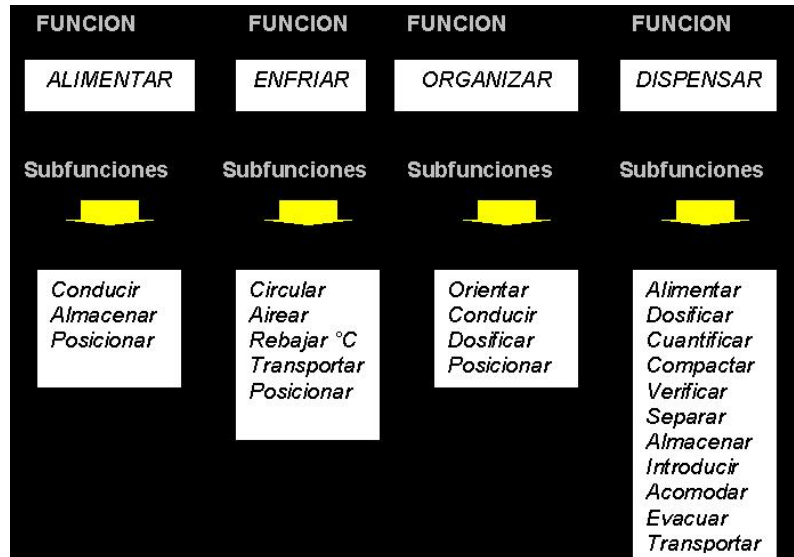 FUNCION FUNCION FUNCION FUNCION
ALIMENTAR ENFRIAR ORGANIZAR DISPENSAR
Subfunciones Subfunciones Subfunciones Subfunciones
Conducir
Almacenar
Posicionar
Circular
Airear
Rebajar °C
Transportar
Posicionar
Orientar
Conducir
Dosificar
Posicionar
Alimentar
Dosificar
Cuantificar
Compactar
Verificar
Separar
Almacenar
Introducir
Acomodar
Evacuar
Transportar